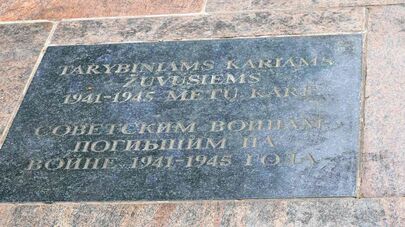 TARYBINIAMS KARIAMS
ŽUVUSIEMS
1941-1945 METŲ KARE
СОВЕТСКИМ ВОИНАМ
ПОГИБШИМ НА
ВОЙНЕ 1941-1945 ГОДА